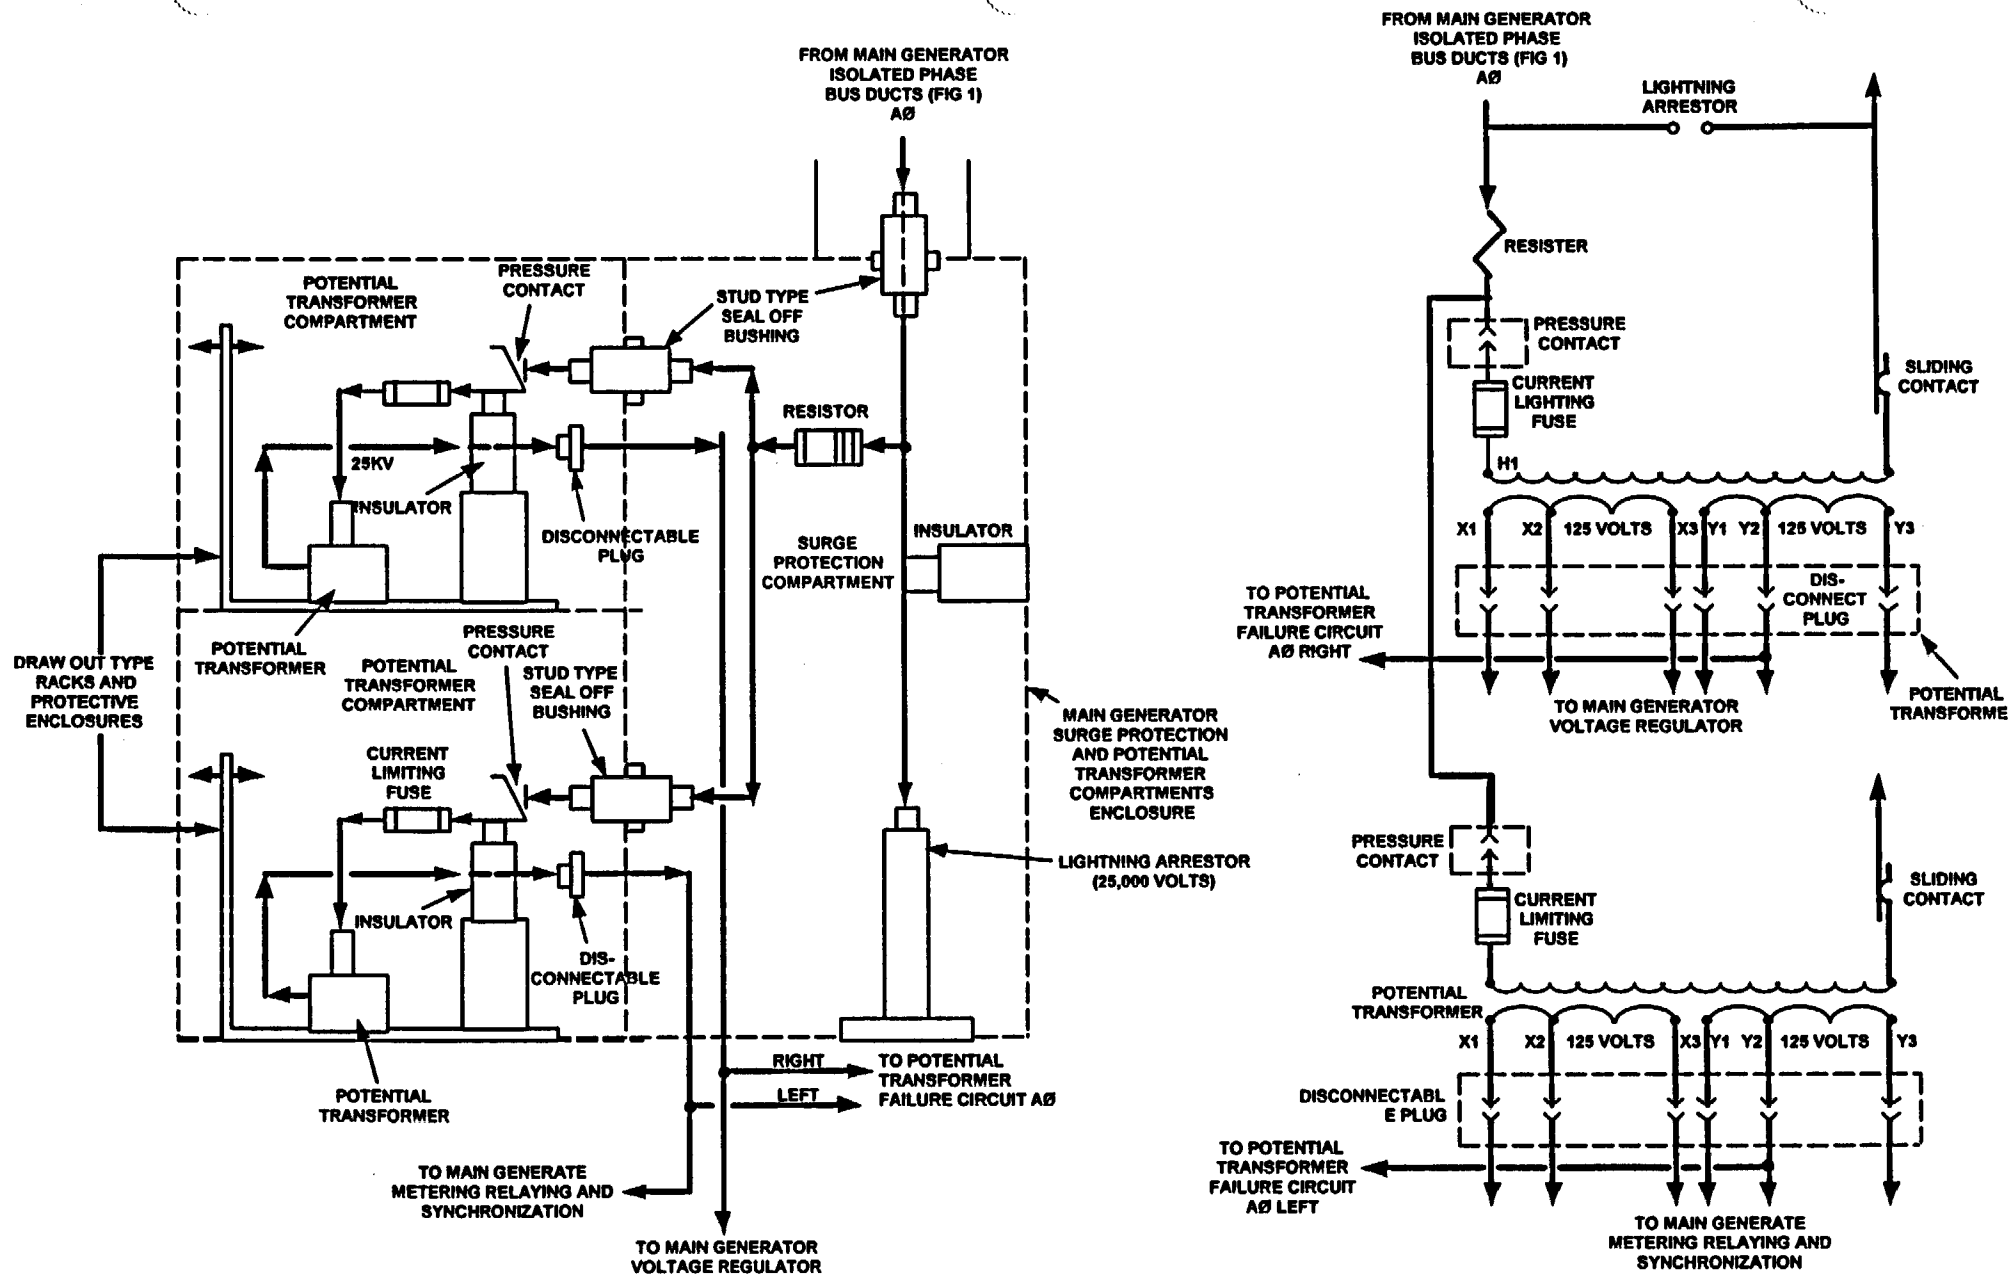 FROM MAIN GENERATOR
ISOLATED PHASE
BUS DUCTS (FIG 1)
AØ
POTENTIAL
TRANSFORMER
COMPARTMENT
PRESSURE
CONTACT
STUD TYPE
SEAL OFF
BUSHING
RESISTOR
25KV
INSULATOR
DISCONNECTABLE
PLUG
SURGE
PROTECTION
COMPARTMENT
INSULATOR
POTENTIAL
TRANSFORMER
DRAW OUT TYPE
RACKS AND
PROTECTIVE
ENCLOSURES
PRESSURE
CONTACT
POTENTIAL
TRANSFORMER
COMPARTMENT
STUD TYPE
SEAL OFF
BUSHING
CURRENT
LIMITING
FUSE
MAIN GENERATOR
SURGE PROTECTION
AND POTENTIAL
TRANSFORMER
COMPARTMENTS
ENCLOSURE
LIGHTNING ARRESTOR
(25,000 VOLTS)
INSULATOR
DIS-
CONNECTABLE
PLUG
POTENTIAL
TRANSFORMER
RIGHT
LEFT
TO POTENTIAL
TRANSFORMER
FAILURE CIRCUIT AØ
TO MAIN GENERATE
METERING RELAYING AND
SYNCHRONIZATION
TO MAIN GENERATOR
VOLTAGE REGULATOR
FROM MAIN GENERATOR
ISOLATED PHASE
BUS DUCTS (FIG 1)
AØ
LIGHTNING
ARRESTOR
RESISTER
PRESSURE
CONTACT
CURRENT
LIGHTING
FUSE
SLIDING
CONTACT
H1
X1 X2 125 VOLTS X3 Y1 Y2 125 VOLTS Y3
DIS-
CONNECT
PLUG
TO POTENTIAL
TRANSFORMER
FAILURE CIRCUIT
AØ RIGHT
TO MAIN GENERATOR
VOLTAGE REGULATOR
POTENTIAL
TRANSFORME
PRESSURE
CONTACT
CURRENT
LIMITING
FUSE
SLIDING
CONTACT
POTENTIAL
TRANSFORMER
X1 X2 125 VOLTS X3 Y1 Y2 125 VOLTS Y3
DISCONNECTABL
E PLUG
TO POTENTIAL
TRANSFORMER
FAILURE CIRCUIT
AØ LEFT
TO MAIN GENERATE
METERING RELAYING AND
SYNCHRONIZATION